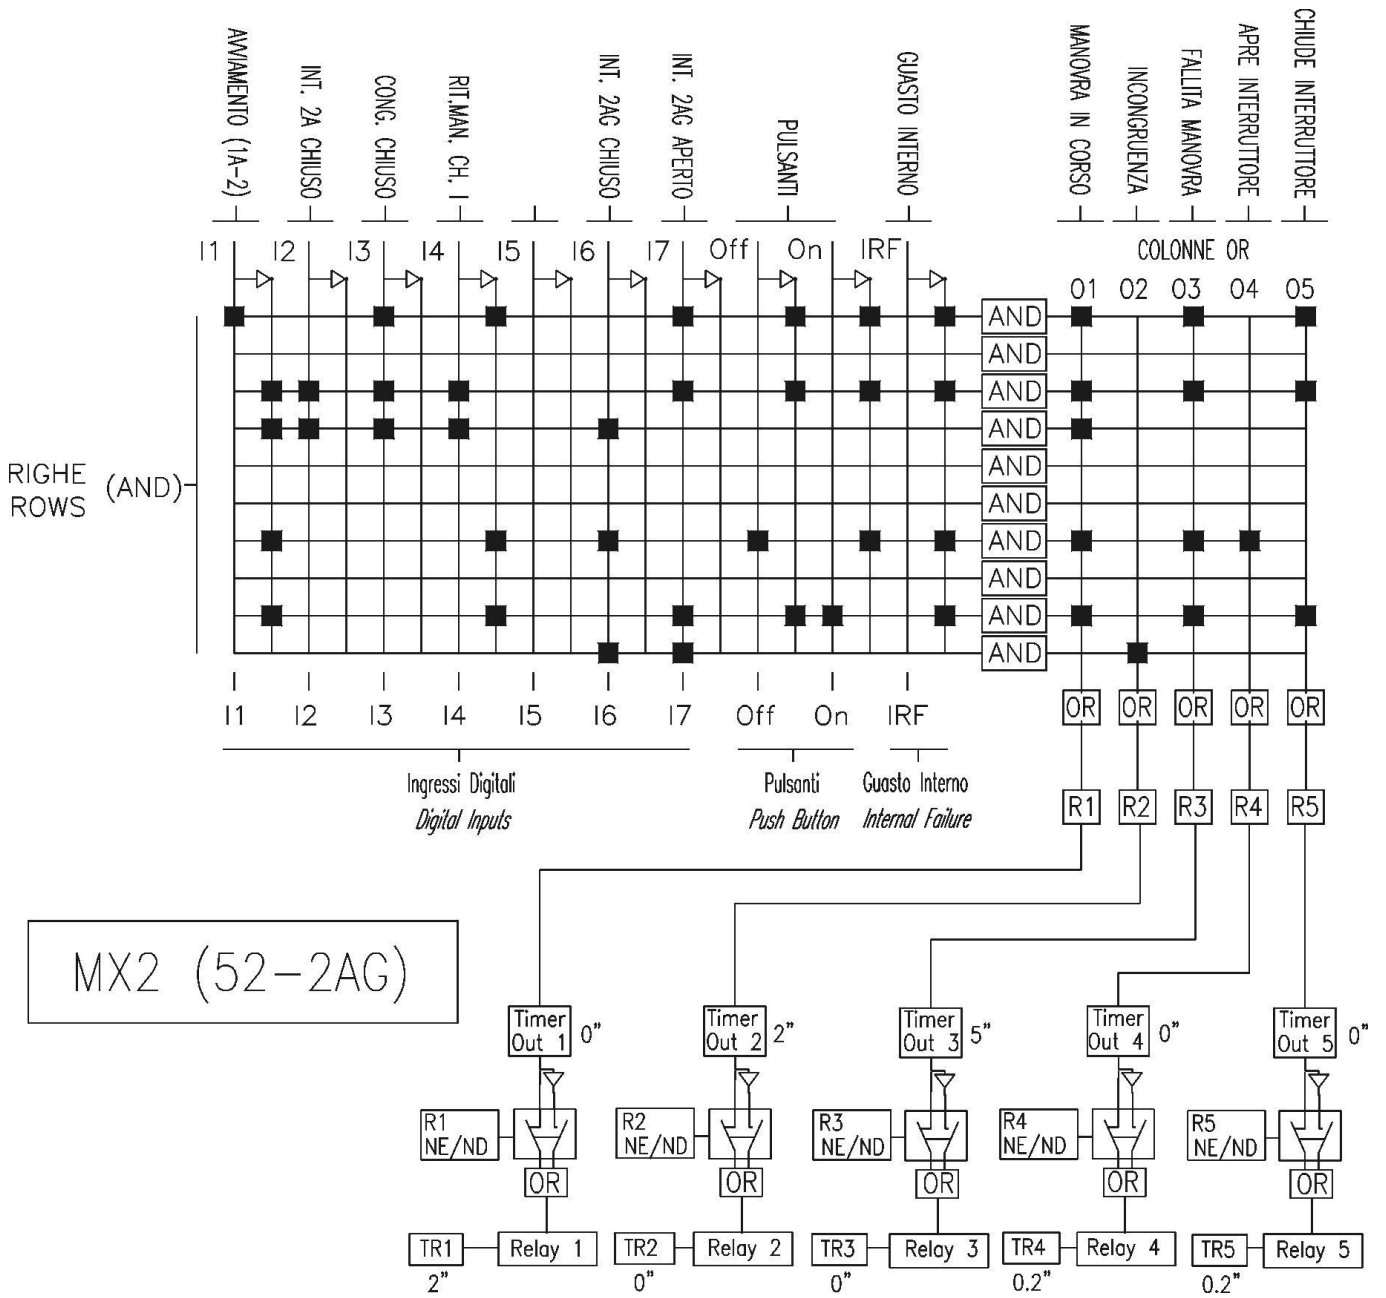 AVVIAMENTO (1A-2)
INT. 2A CHIUSO
CONG. CHIUSO
RIT.MAN. CH. I
INT. 2AG CHIUSO
INT. 2AG APERTO
PULSANTI
GUASTO INTERNO
MANOVRA IN CORSO
INCONGRUENZA
FALLITA MANOVRA
APRE INTERRUTTORE
CHIUDE INTERRUTTORE
I1 I2 I3 I4 I5 I6 I7 Off On IRF
COLONNE OR
O1 O2 O3 O4 O5
AND
AND
AND
AND
AND
AND
AND
AND
AND
AND
RIGHE
ROWS
(AND)
I1 I2 I3 I4 I5 I6 I7 Off On IRF
OR OR OR OR OR
Ingressi Digitali
Digital Inputs
Pulsanti
Push Button
Guasto Interno
Internal Failure
R1 R2 R3 R4 R5
MX2 (52-2AG)
Timer
Out 1
0"
Timer
Out 2
2"
Timer
Out 3
5"
Timer
Out 4
0"
Timer
Out 5
0"
R1
NE/ND
R2
NE/ND
R3
NE/ND
R4
NE/ND
R5
NE/ND
OR OR OR OR OR
TR1 Relay 1
TR2 Relay 2
TR3 Relay 3
TR4 Relay 4
TR5 Relay 5
2" 0" 0" 0.2" 0.2"